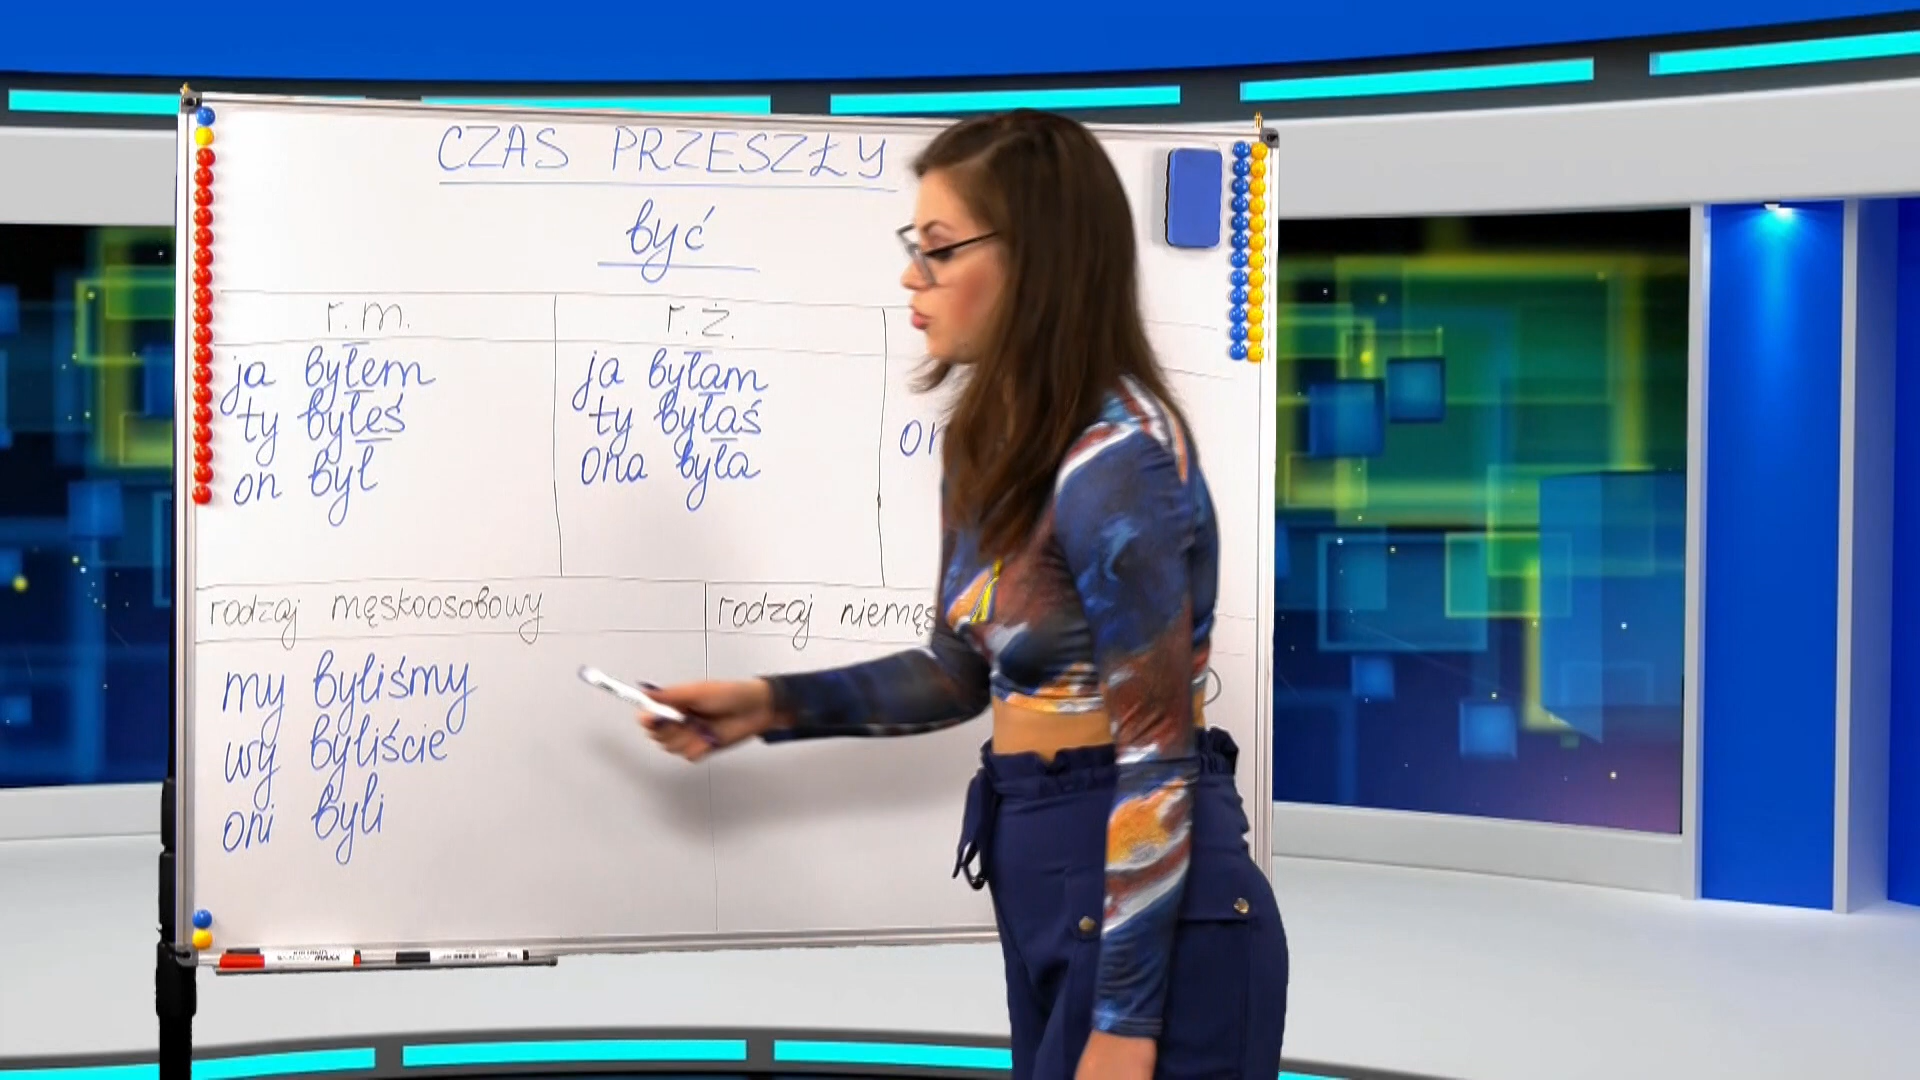 CZAS PRZESZŁY
być
r.m.
ja byłem
ty byłeś
on był
r.ż.
ja byłam
ty byłaś
ona była
rodzaj męskoosobowy
my byliśmy
wy byliście
oni byli
rodzaj